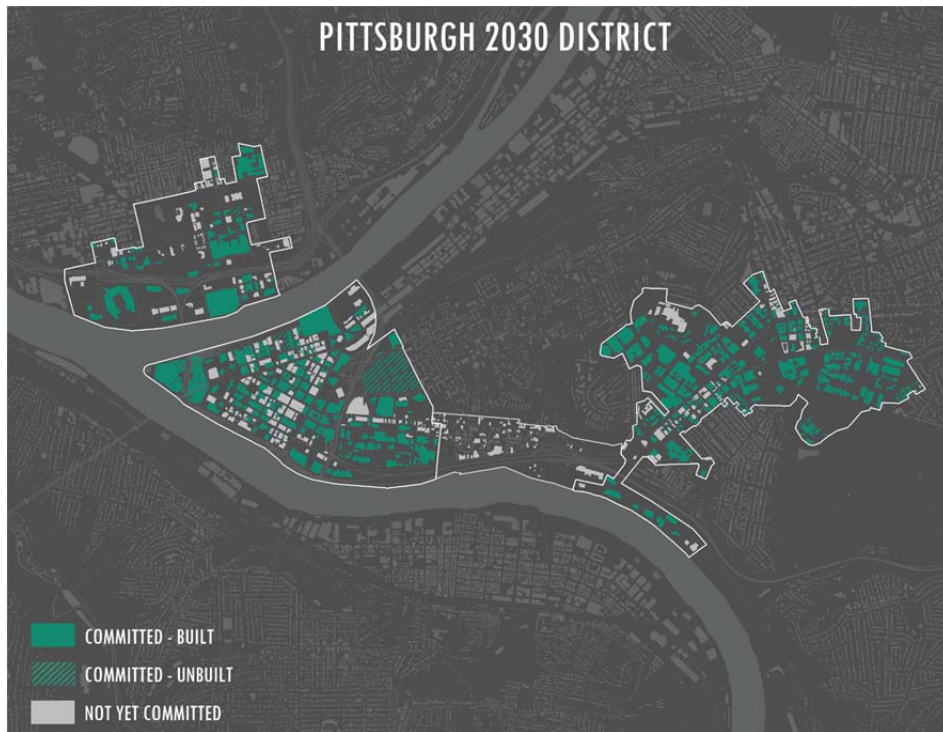 PITTSBURGH 2030 DISTRICT
COMMITTED - BUILT
COMMITTED - UNBUILT
NOT YET COMMITTED